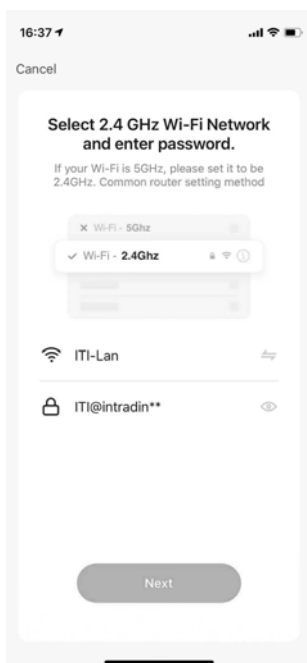 16:37
Cancel
Select 2.4 GHz Wi-Fi Network
and enter password.
If your Wi-Fi is 5GHz, please set it to be
2.4GHz. Common router setting method
Wi-Fi - 5Ghz
Wi-Fi - 2.4Ghz
ITI-Lan
ITI@intradin**
Next